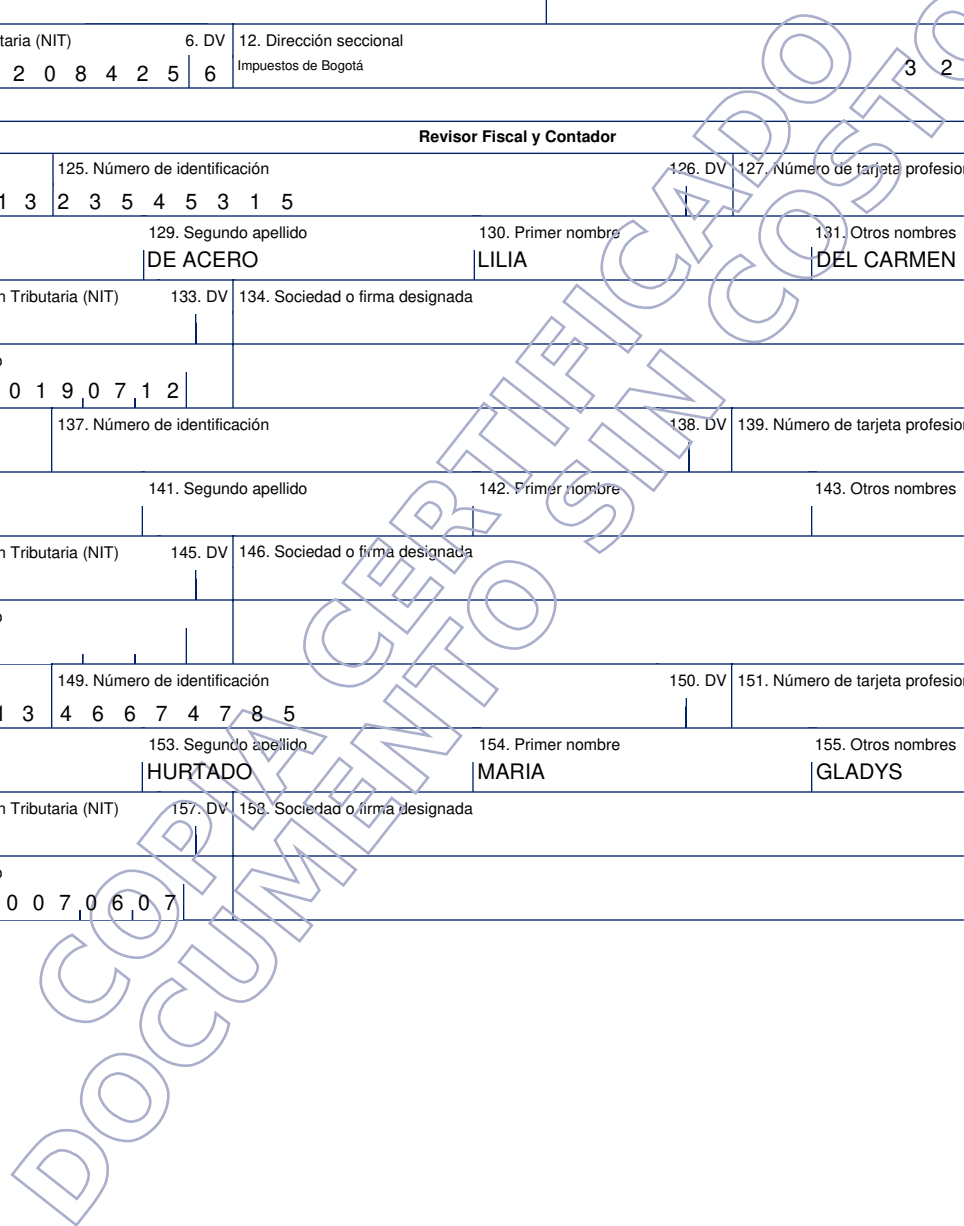 taria (NIT) 6. DV 12. Dirección seccional
2 0 8 4 2 5 6 Impuestos de Bogotá 3 2
Revisor Fiscal y Contador
125. Número de identificación 126. DV 127. Número de tarjeta profesion
1 3 2 3 5 4 5 3 1 5
129. Segundo apellido 130. Primer nombre 131. Otros nombres
DE ACERO LILIA DEL CARMEN
n Tributaria (NIT) 133. DV 134. Sociedad o firma designada
o
0 1 9 0 7 1 2
137. Número de identificación 138. DV 139. Número de tarjeta profesion
141. Segundo apellido 142. Primer nombre 143. Otros nombres
n Tributaria (NIT) 145. DV 146. Sociedad o firma designada
o
149. Número de identificación 150. DV 151. Número de tarjeta profesion
1 3 4 6 6 7 4 7 8 5
153. Segundo apellido 154. Primer nombre 155. Otros nombres
HURTADO MARIA GLADYS
n Tributaria (NIT) 157. DV 158. Sociedad o firma designada
o
0 0 7 0 6 0 7
COPIA CERTIFICADO
DOCUMENTO SIN COSTO